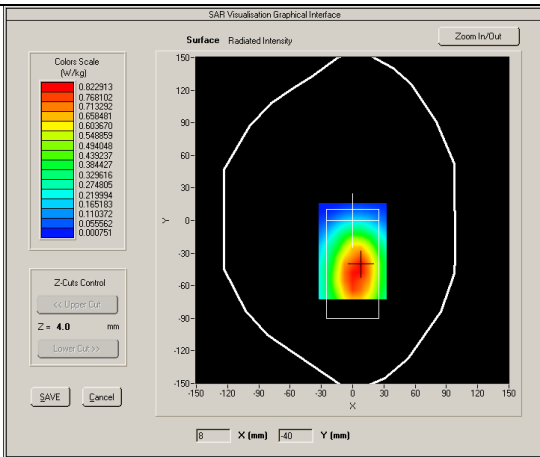 SAR Visualisation Graphical Interface
Surface Radiated Intensity
Zoom In/Out
Colors Scale
(W/kg)
0.822913
0.768102
0.713292
0.658481
0.603670
0.548859
0.494048
0.439237
0.384427
0.329616
0.274805
0.219994
0.165183
0.110372
0.055562
0.000751
Z-Cuts Control
<< Upper Cut
Z = 4.0 mm
Lower Cut >>
SAVE Cancel
150
120
90
60
30
0
-30
-60
-90
-120
-150
Y
-150 -120 -90 -60 -30 0 30 60 90 120 150
X
8 X (mm) -40 Y (mm)